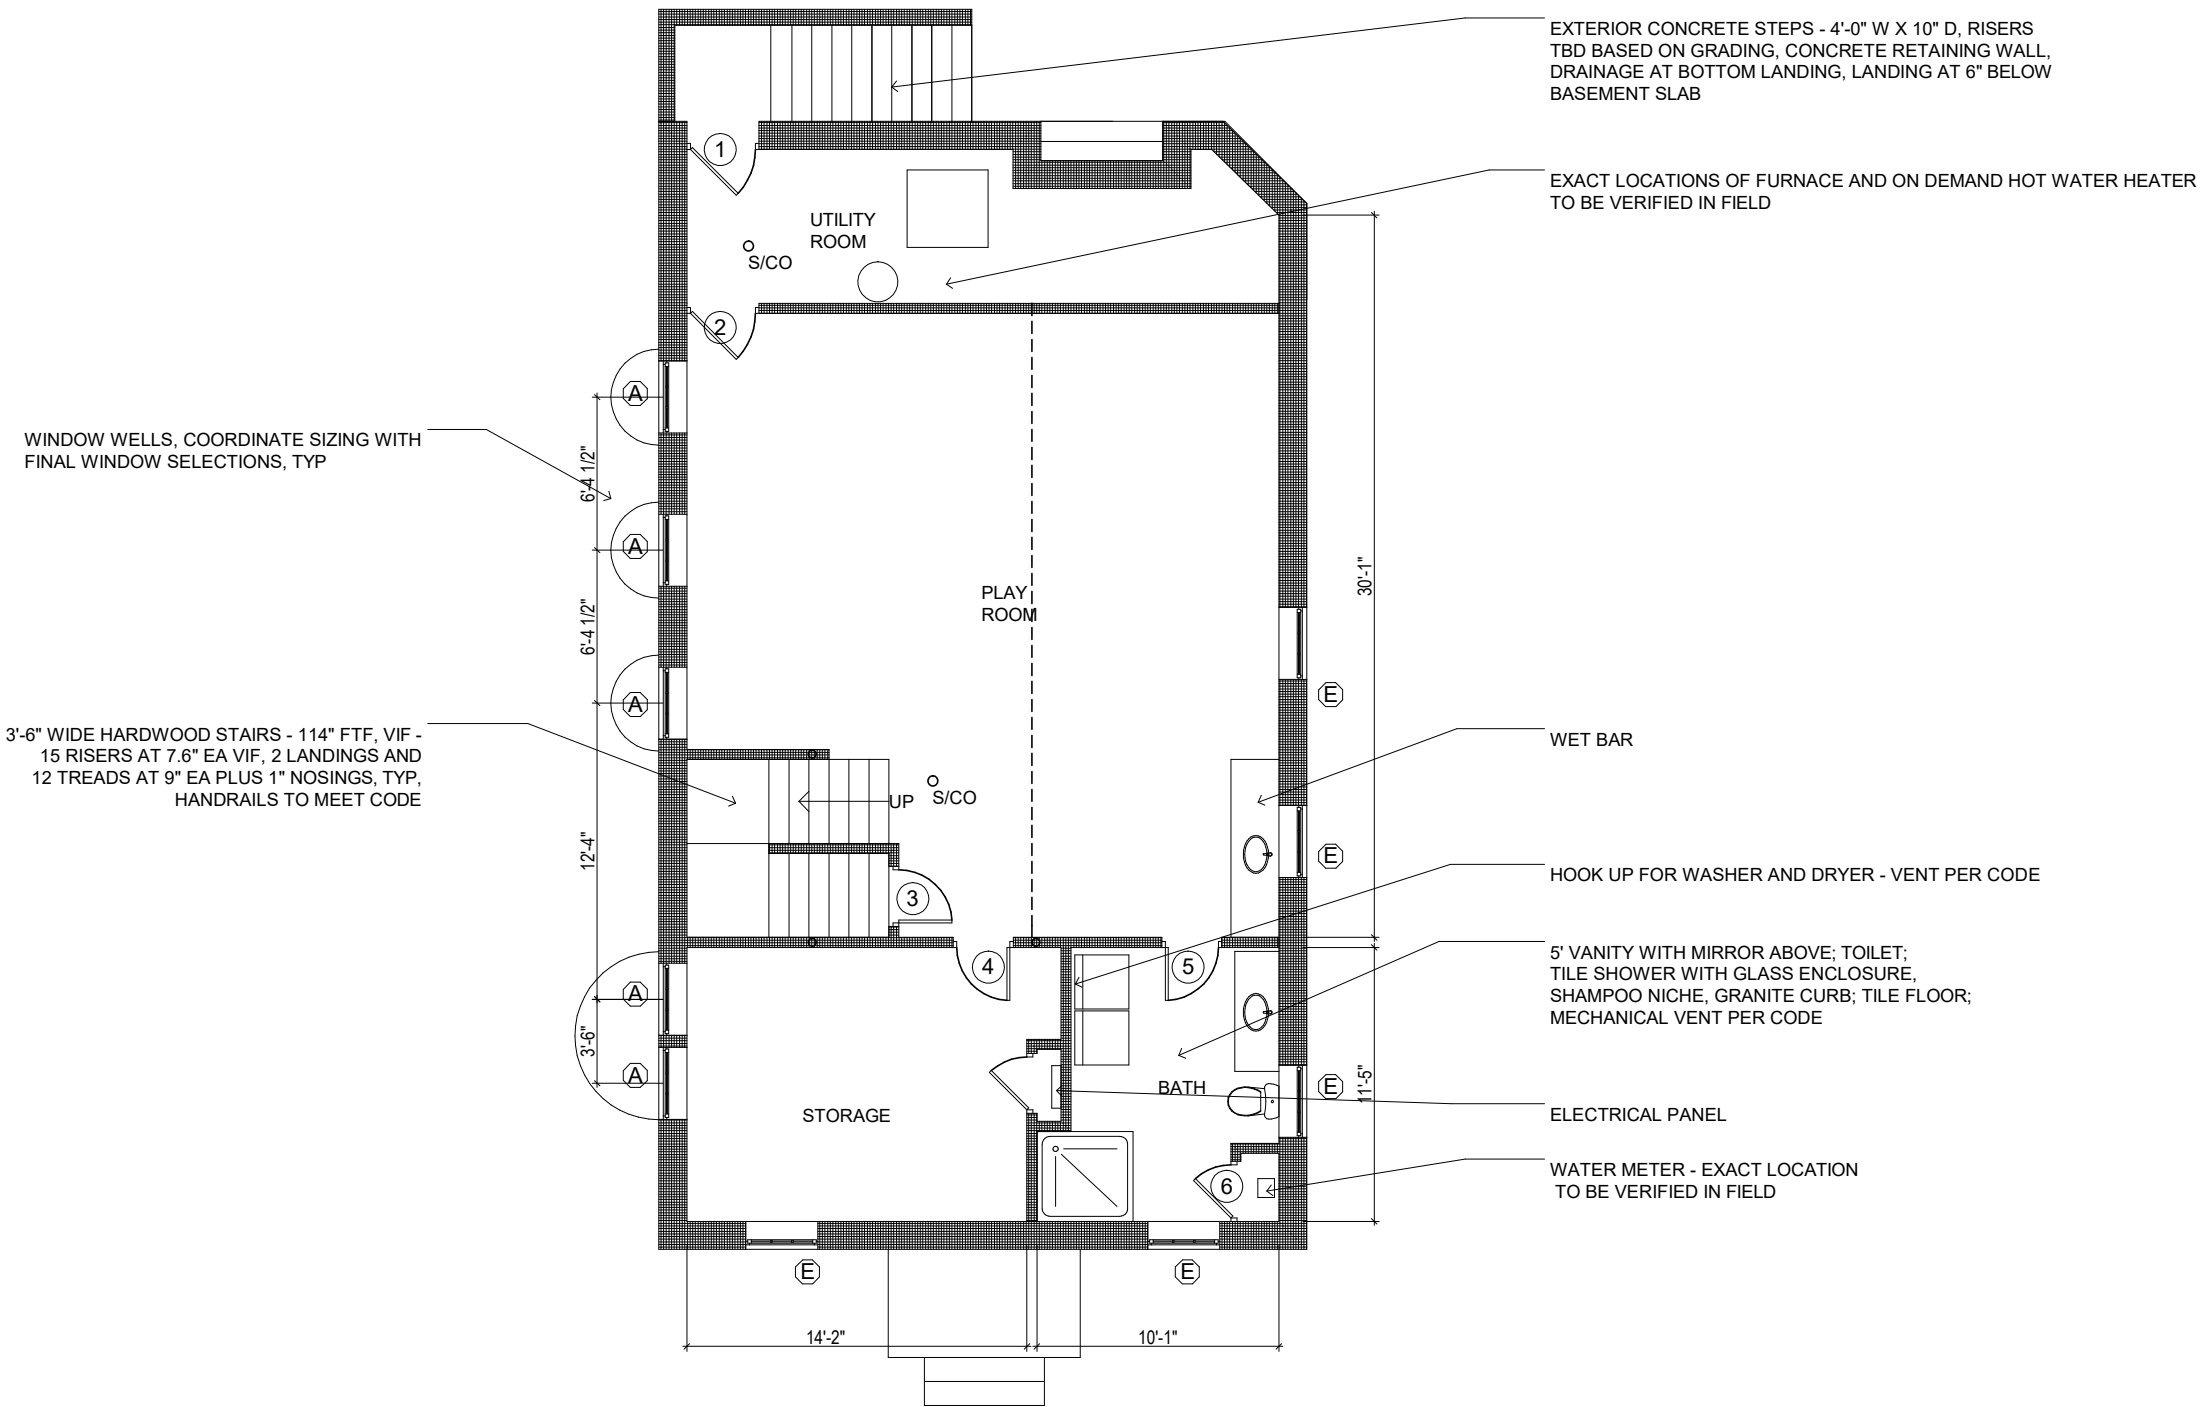 EXTERIOR CONCRETE STEPS - 4'-0" W X 10" D, RISERS
TBD BASED ON GRADING, CONCRETE RETAINING WALL,
DRAINAGE AT BOTTOM LANDING, LANDING AT 6" BELOW
BASEMENT SLAB
1
EXACT LOCATIONS OF FURNACE AND ON DEMAND HOT WATER HEATER
TO BE VERIFIED IN FIELD
UTILITY
ROOM
S/CO
2
A
WINDOW WELLS, COORDINATE SIZING WITH
FINAL WINDOW SELECTIONS, TYP
6'-4 1/2"
A
6'-4 1/2"
PLAY
ROOM
30'-1"
A
E
3'-6" WIDE HARDWOOD STAIRS - 114" FTF, VIF -
15 RISERS AT 7.6" EA VIF, 2 LANDINGS AND
12 TREADS AT 9" EA PLUS 1" NOSINGS, TYP,
HANDRAILS TO MEET CODE
WET BAR
UP
S/CO
12'-4"
E
3
HOOK UP FOR WASHER AND DRYER - VENT PER CODE
4
5
5' VANITY WITH MIRROR ABOVE; TOILET;
TILE SHOWER WITH GLASS ENCLOSURE,
SHAMPOO NICHE, GRANITE CURB; TILE FLOOR;
MECHANICAL VENT PER CODE
A
3'-6"
A
BATH
E
11'-5"
STORAGE
ELECTRICAL PANEL
WATER METER - EXACT LOCATION
TO BE VERIFIED IN FIELD
6
E
E
14'-2"
10'-1"